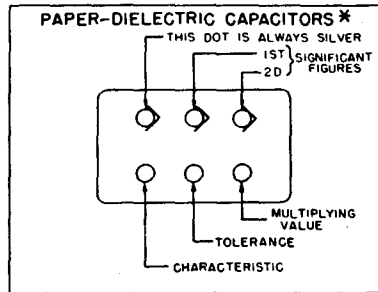 PAPER-DIELECTRIC CAPACITORS*
THIS DOT IS ALWAYS SILVER
1ST
SIGNIFICANT
FIGURES
2D
MULTIPLYING
VALUE
TOLERANCE
CHARACTERISTIC